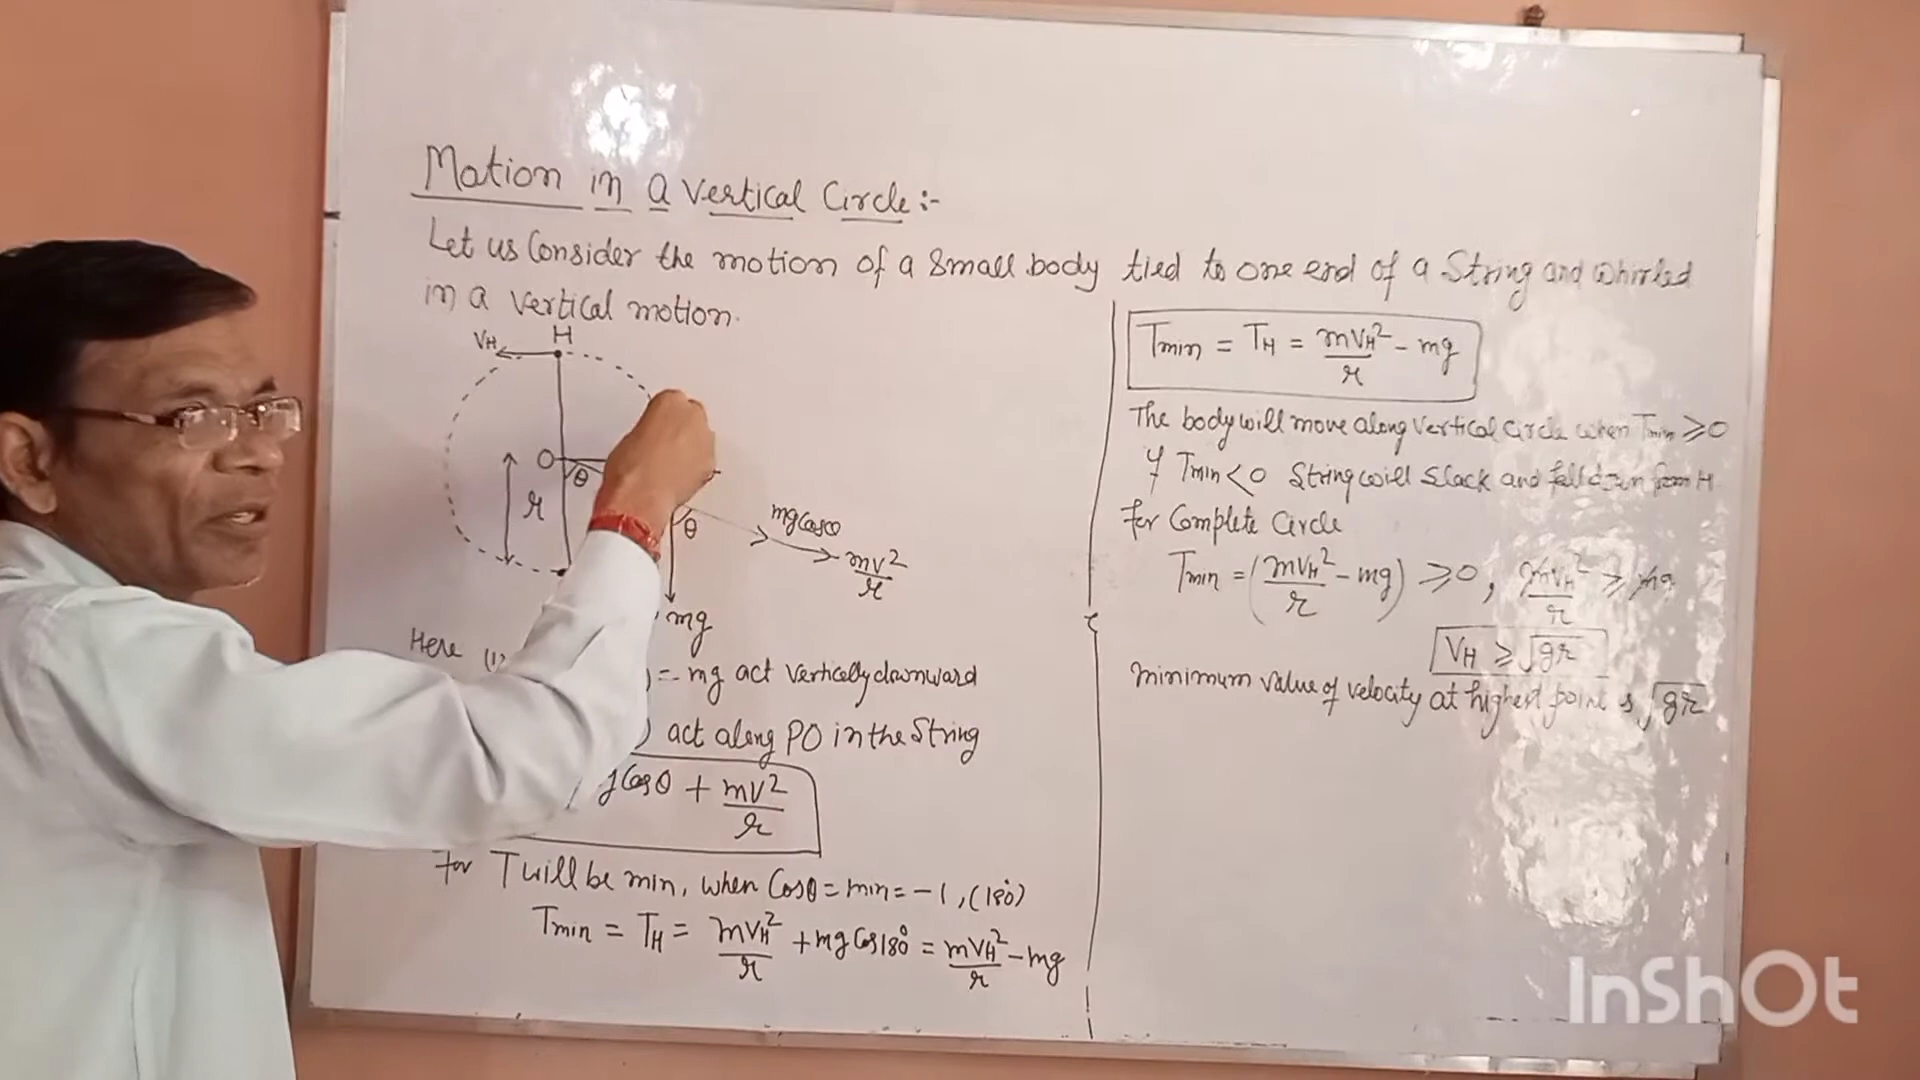 Motion in a Vertical Circle :-
Let us Consider the motion of a Small body tied to one end of a String and whirled
in a vertical motion.
H
VH
O
θ
r
θ
mgcosθ
mv²/r
mg
Here (1)
= mg act vertically downward
act along PO in the String
gCosθ + mv²/r
For T will be min, when Cosθ = min = -1, (180°)
Tmin = TH = mVH²/r + mg Cos180° = mVH²/r - mg
Tmin = TH = mVH²/r - mg
The body will move along vertical circle when Tmin ≥ 0
If Tmin < 0 String will slack and fall down from H
For Complete Circle
Tmin = (mVH²/r - mg) ≥ 0, mVH²/r ≥ mg
VH ≥ √gr
minimum value of velocity at highest point is √gr
InShOt